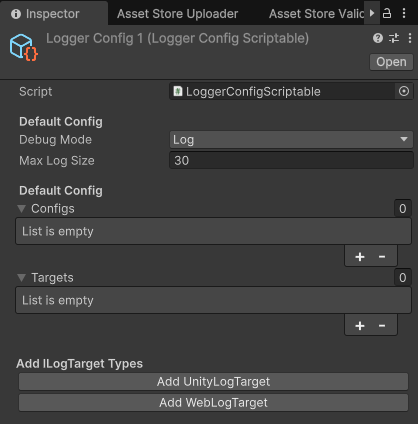 Inspector Asset Store Uploader Asset Store Valid
Logger Config 1 (Logger Config Scriptable)
Open
Script LoggerConfigScriptable
Default Config
Debug Mode Log
Max Log Size 30
Default Config
Configs 0
List is empty
+ -
Targets 0
List is empty
+ -
Add ILogTarget Types
Add UnityLogTarget
Add WebLogTarget